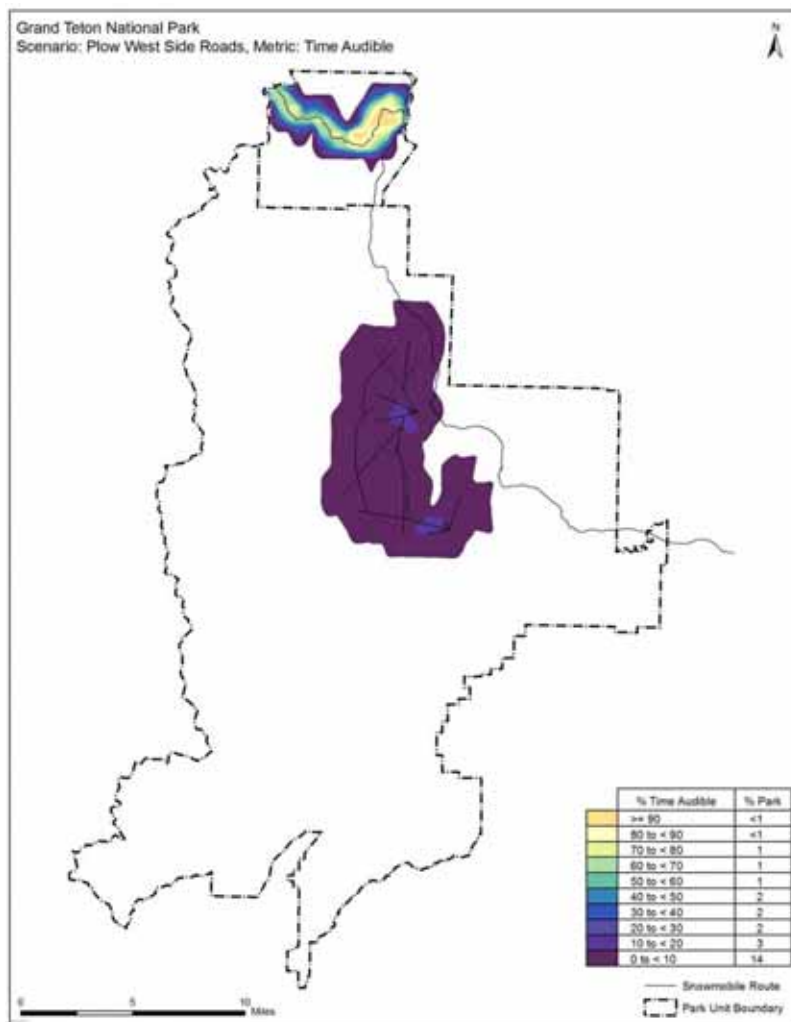 Grand Teton National Park
Scenario: Plow West Side Roads, Metric: Time Audible
N
% Time Audible % Park
>= 90 <1
80 to < 90 <1
70 to < 80 1
60 to < 70 1
50 to < 60 1
40 to < 50 2
30 to < 40 2
20 to < 30 2
10 to < 20 3
0 to < 10 14
Snowmobile Route
Park Unit Boundary
0 5 10
Miles